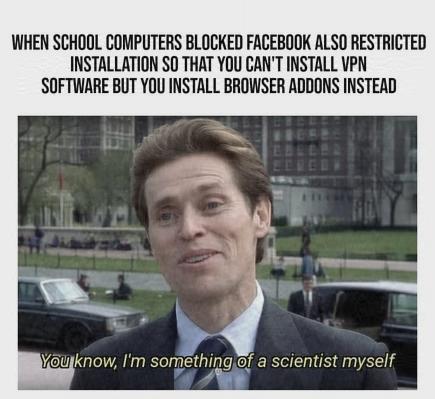 WHEN SCHOOL COMPUTERS BLOCKED FACEBOOK ALSO RESTRICTED
INSTALLATION SO THAT YOU CAN'T INSTALL VPN
SOFTWARE BUT YOU INSTALL BROWSER ADDONS INSTEAD
You know, I'm something of a scientist myself